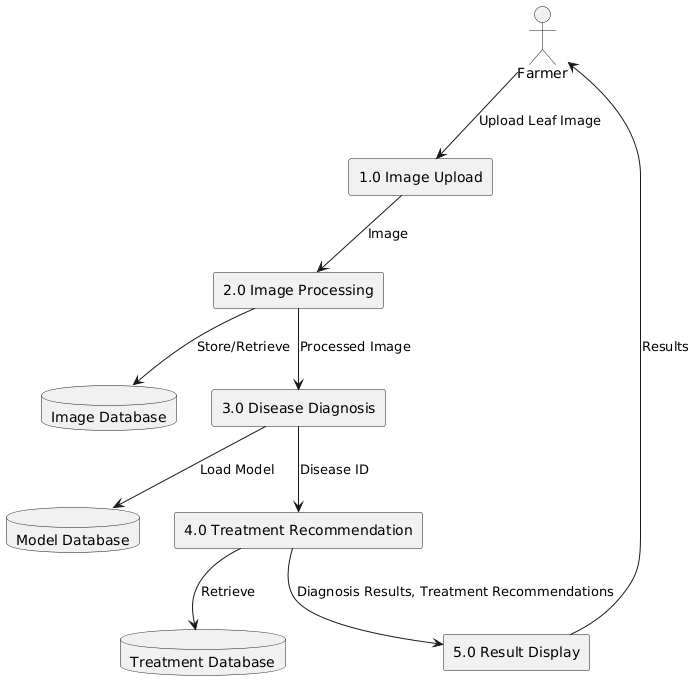 Farmer
Upload Leaf Image
1.0 Image Upload
Image
2.0 Image Processing
Store/Retrieve
Processed Image
Results
Image Database
3.0 Disease Diagnosis
Load Model
Disease ID
Model Database
4.0 Treatment Recommendation
Retrieve
Diagnosis Results, Treatment Recommendations
Treatment Database
5.0 Result Display